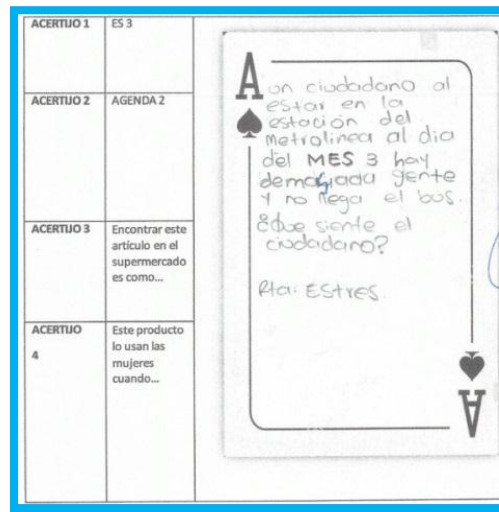 ACERTIJO 1
ES 3
ACERTIJO 2
AGENDA 2
ACERTIJO 3
Encontrar este
artículo en el
supermercado
es como...
ACERTIJO
4
Este producto
lo usan las
mujeres
cuando...
A un ciudadano al
estar en la
estación del
Metrolinea al dia
del MES 3 hay
demasiada gente
y no llega el bus.
¿Que siente el
ciudadano?
Rta: EStres.
A